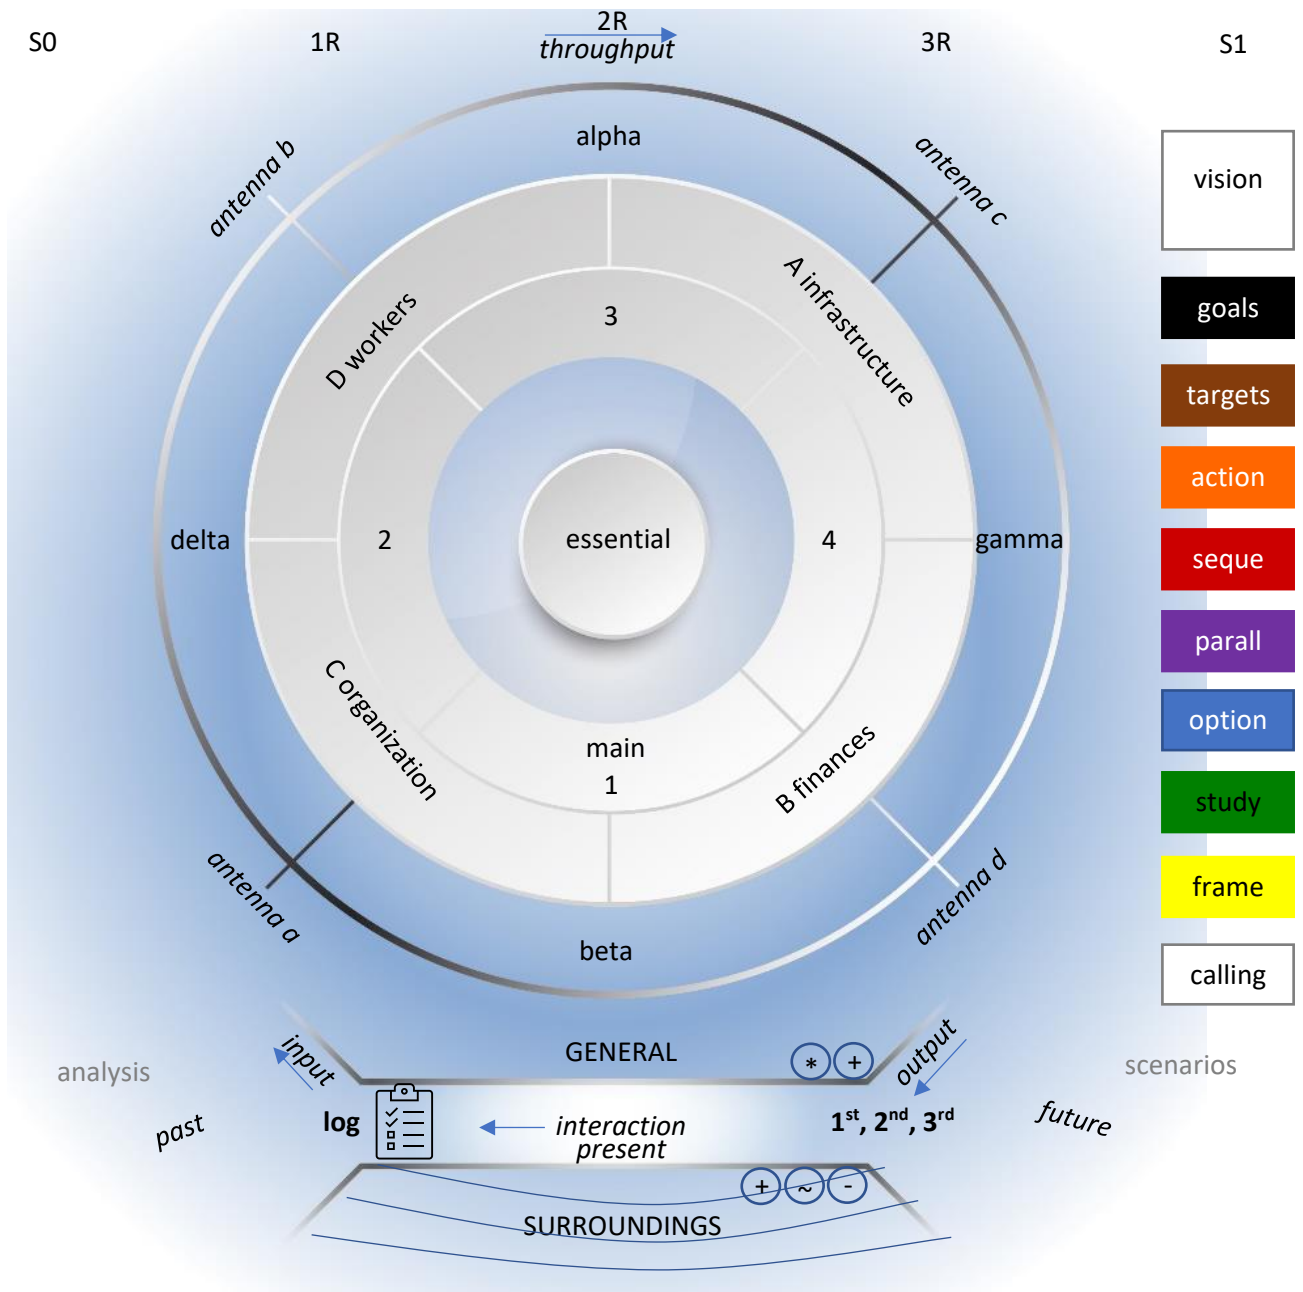 S0
1R
2R
throughput
3R
S1
alpha
antenna b
antenna c
vision
goals
targets
action
seque
parall
option
study
frame
calling
D workers
A infrastructure
3
delta
2
essential
4
gamma
C organization
main
1
B finances
antenna a
antenna d
beta
GENERAL
* +
input
output
analysis
scenarios
past
log
interaction
present
1st, 2nd, 3rd
future
+ ~ -
SURROUNDINGS